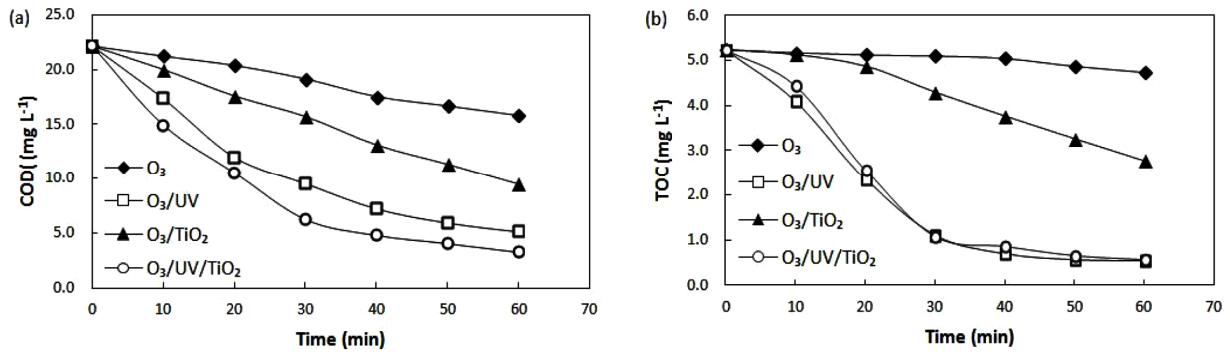 (a)
25.0
20.0
15.0
10.0
5.0
0.0
COD( (mg L-1)
O3
O3/UV
O3/TiO2
O3/UV/TiO2
0 10 20 30 40 50 60 70
Time (min)
(b)
6.0
5.0
4.0
3.0
2.0
1.0
0.0
TOC (mg L-1)
O3
O3/UV
O3/TiO2
O3/UV/TiO2
0 10 20 30 40 50 60 70
Time (min)